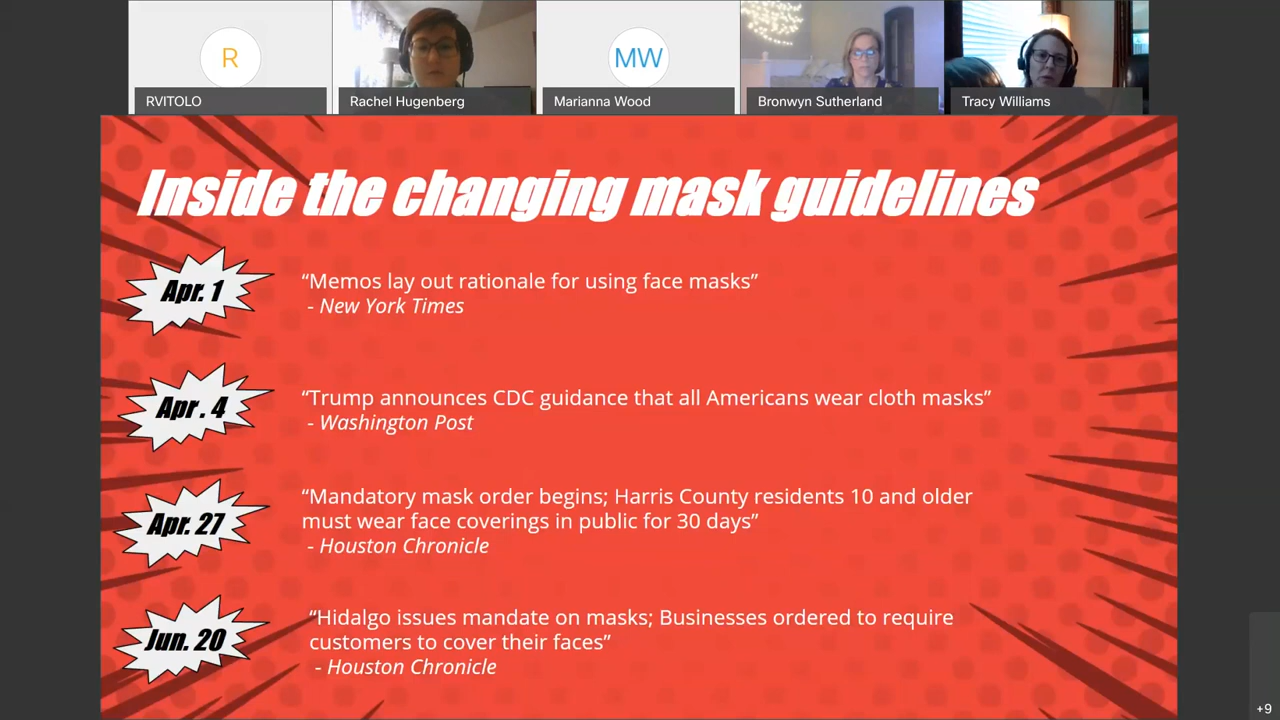 R
MW
RVITOLO
Rachel Hugenberg
Marianna Wood
Bronwyn Sutherland
Tracy Williams
Inside the changing mask guidelines
Apr. 1
“Memos lay out rationale for using face masks”
- New York Times
Apr . 4
“Trump announces CDC guidance that all Americans wear cloth masks”
- Washington Post
Apr. 27
“Mandatory mask order begins; Harris County residents 10 and older
must wear face coverings in public for 30 days”
- Houston Chronicle
Jun. 20
“Hidalgo issues mandate on masks; Businesses ordered to require
customers to cover their faces”
- Houston Chronicle
+9